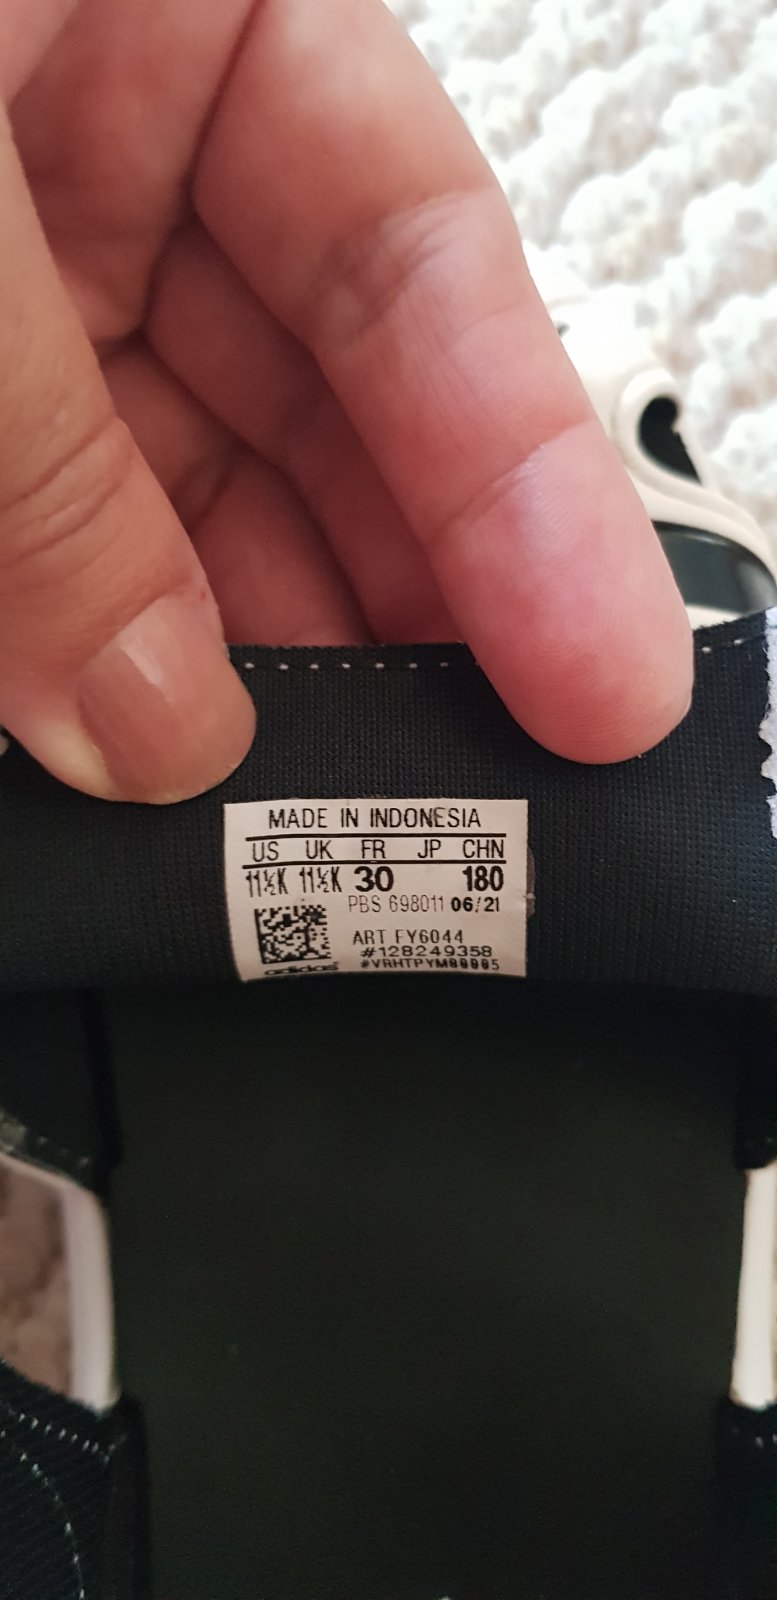 MADE IN INDONESIA
US UK FR JP CHN
11½K 11½K 30 180
PBS 698011 06/21
ART FY6044
#128249358
adidas